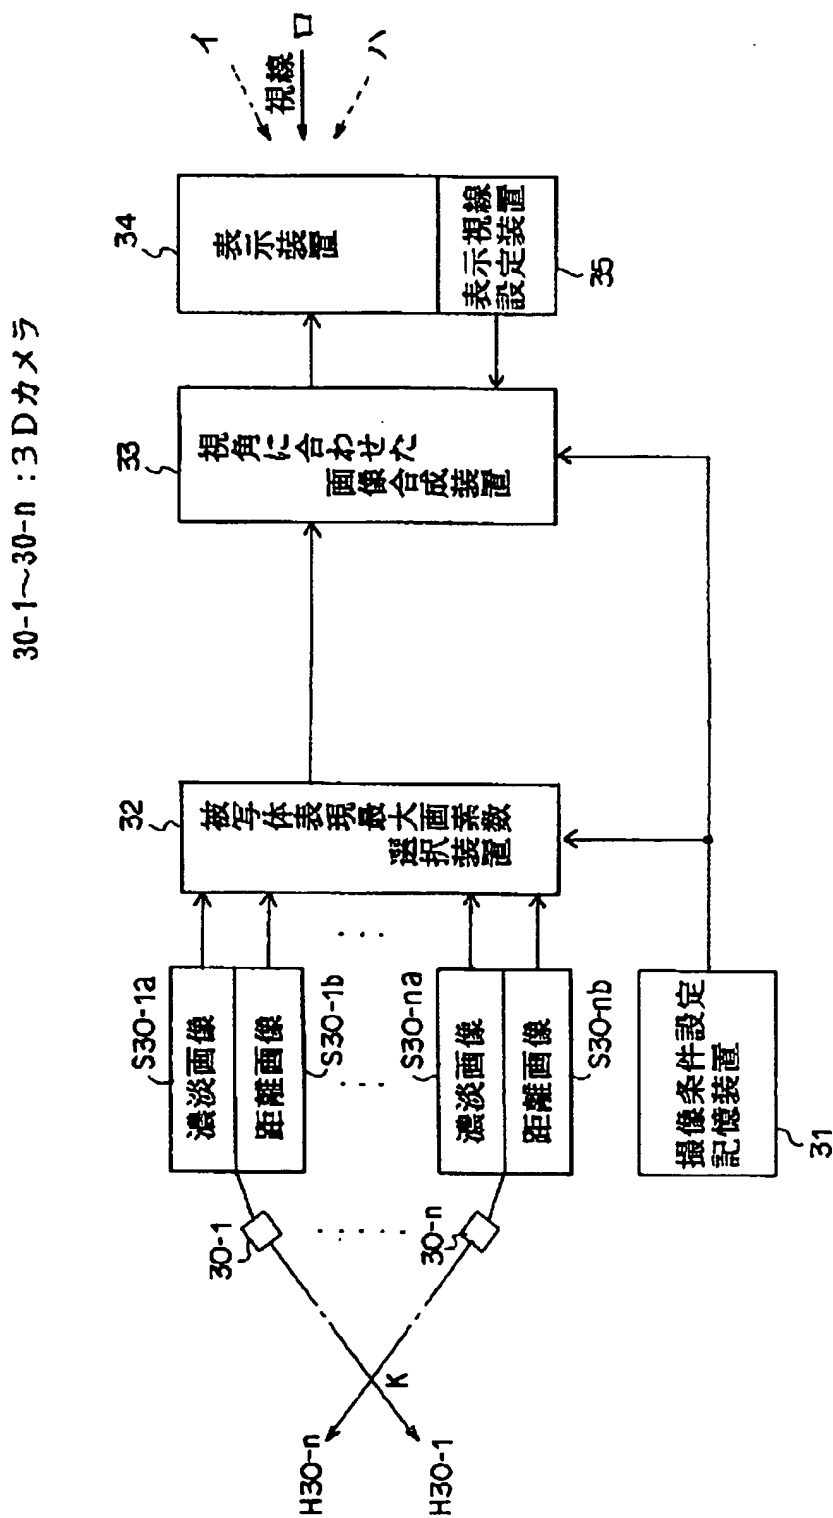 30-1～30-n : 3Dカメラ
イ
ロ
ハ
視線
34
表示装置
表示視線
設定装置
35
33
視角に合わせた
画像合成装置
32
被写体表現最大画素数
選択装置
S30-1a
濃淡画像
距離画像
S30-1b
S30-na
濃淡画像
距離画像
S30-nb
撮像条件設定
記憶装置
31
30-1
30-n
K
H30-n
H30-1